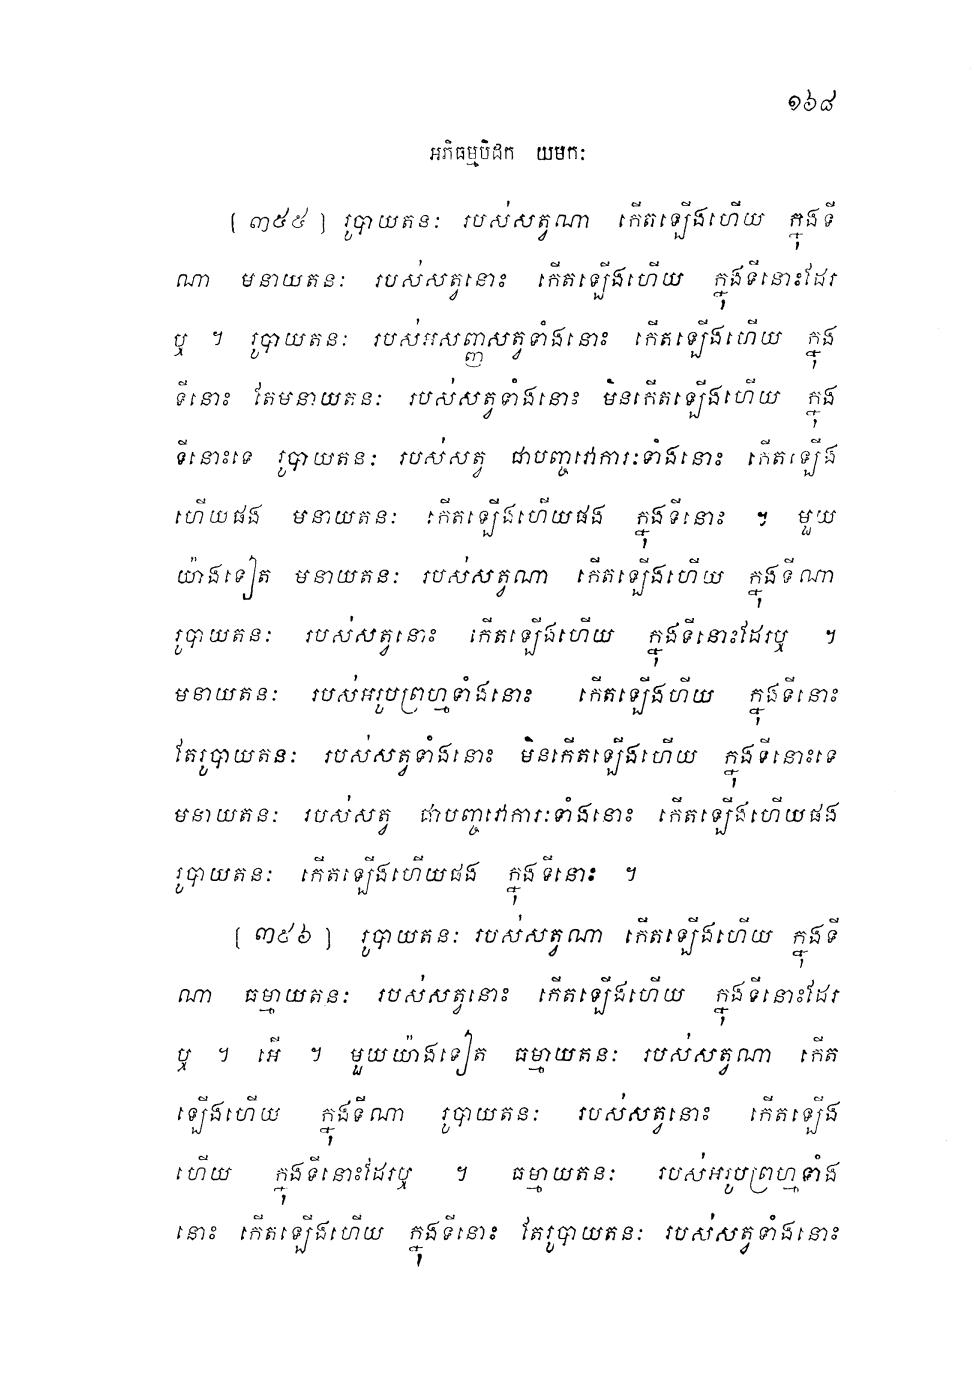 ១៦៨
អភិធម្មបិដក យមកៈ
[ ៣៥៥ ] រូបាយតនៈ របស់សត្វណា កើតឡើងហើយ ក្នុងទី
ណា មនាយតនៈ របស់សត្វនោះ កើតឡើងហើយ ក្នុងទីនោះដែរ
ឬ ។ រូបាយតនៈ របស់អសញ្ញសត្វទាំងនោះ កើតឡើងហើយ ក្នុង
ទីនោះ តែមនាយតនៈ របស់សត្វទាំងនោះ មិនកើតឡើងហើយ ក្នុង
ទីនោះទេ រូបាយតនៈ របស់សត្វ ជាបញ្ចវោការៈទាំងនោះ កើតឡើង
ហើយផង មនាយតនៈ កើតឡើងហើយផង ក្នុងទីនោះ ។ មួយ
យ៉ាងទៀត មនាយតនៈ របស់សត្វណា កើតឡើងហើយ ក្នុងទីណា
រូបាយតនៈ របស់សត្វនោះ កើតឡើងហើយ ក្នុងទីនោះដែរឬ ។
មនាយតនៈ របស់អរូបព្រហ្មទាំងនោះ កើតឡើងហើយ ក្នុងទីនោះ
តែរូបាយតនៈ របស់សត្វទាំងនោះ មិនកើតឡើងហើយ ក្នុងទីនោះទេ
មនាយតនៈ របស់សត្វ ជាបញ្ចវោការៈទាំងនោះ កើតឡើងហើយផង
រូបាយតនៈ កើតឡើងហើយផង ក្នុងទីនោះ ។
[ ៣៥៦ ] រូបាយតនៈ របស់សត្វណា កើតឡើងហើយ ក្នុងទី
ណា ធម្មាយតនៈ របស់សត្វនោះ កើតឡើងហើយ ក្នុងទីនោះដែរ
ឬ ។ អើ ។ មួយយ៉ាងទៀត ធម្មាយតនៈ របស់សត្វណា កើត
ឡើងហើយ ក្នុងទីណា រូបាយតនៈ របស់សត្វនោះ កើតឡើង
ហើយ ក្នុងទីនោះដែរឬ ។ ធម្មាយតនៈ របស់អរូបព្រហ្មទាំង
នោះ កើតឡើងហើយ ក្នុងទីនោះ តែរូបាយតនៈ របស់សត្វទាំងនោះ